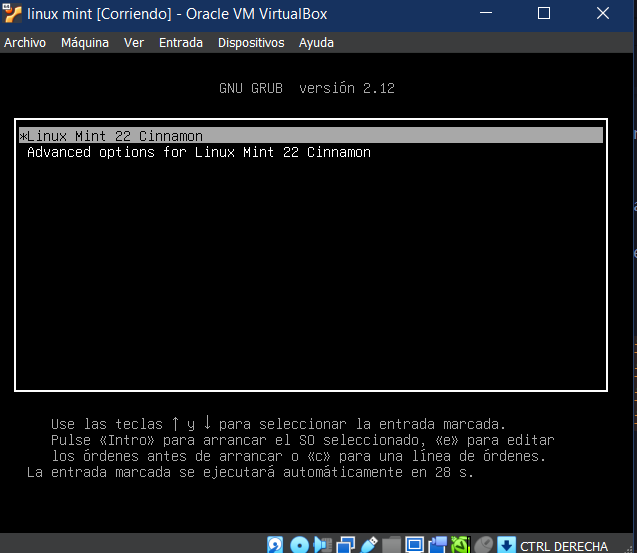 linux mint [Corriendo] - Oracle VM VirtualBox
Archivo Máquina Ver Entrada Dispositivos Ayuda
GNU GRUB versión 2.12
*Linux Mint 22 Cinnamon
Advanced options for Linux Mint 22 Cinnamon
Use las teclas ↑ y ↓ para seleccionar la entrada marcada.
Pulse «Intro» para arrancar el SO seleccionado, «e» para editar
los órdenes antes de arrancar o «c» para una línea de órdenes.
La entrada marcada se ejecutará automáticamente en 28 s.
CTRL DERECHA